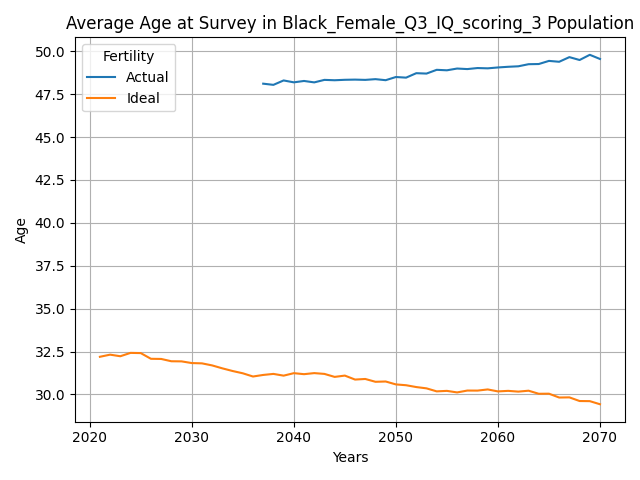 Average Age at Survey in Black_Female_Q3_IQ_scoring_3 Population
Fertility
Actual
Ideal
50.0
47.5
45.0
42.5
40.0
37.5
35.0
32.5
30.0
Age
2020
2030
2040
2050
2060
2070
Years